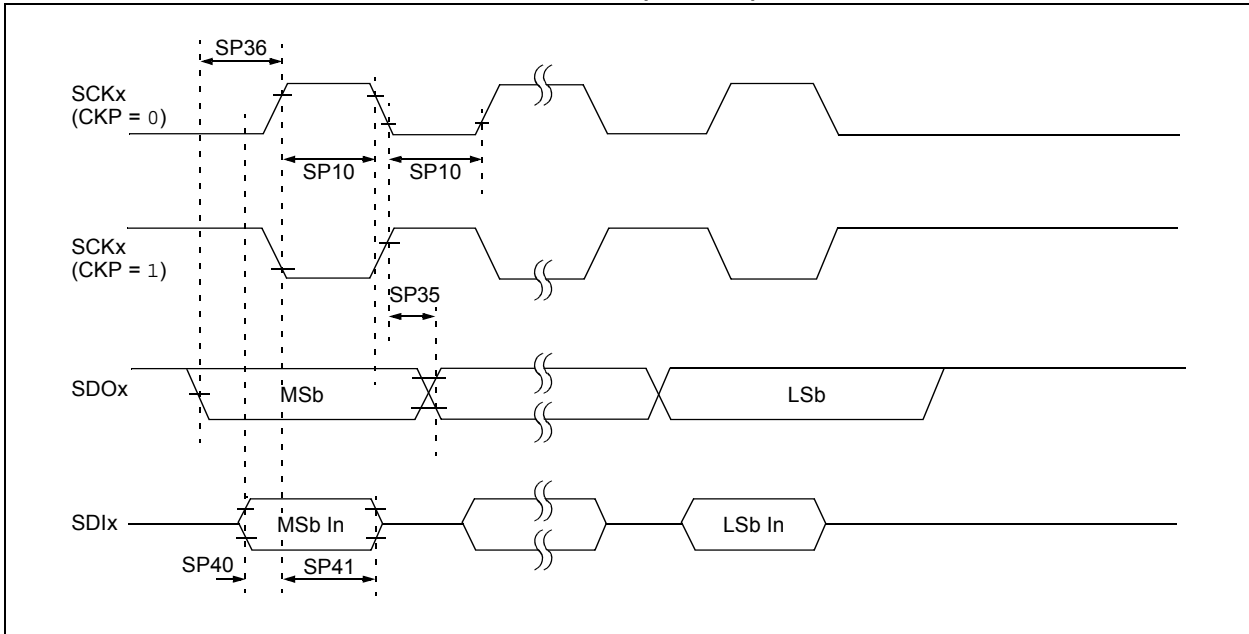 SP36
SCKx
(CKP = 0)
SP10
SP10
SCKx
(CKP = 1)
SP35
SDOx
MSb
LSb
SDIx
MSb In
LSb In
SP40
SP41